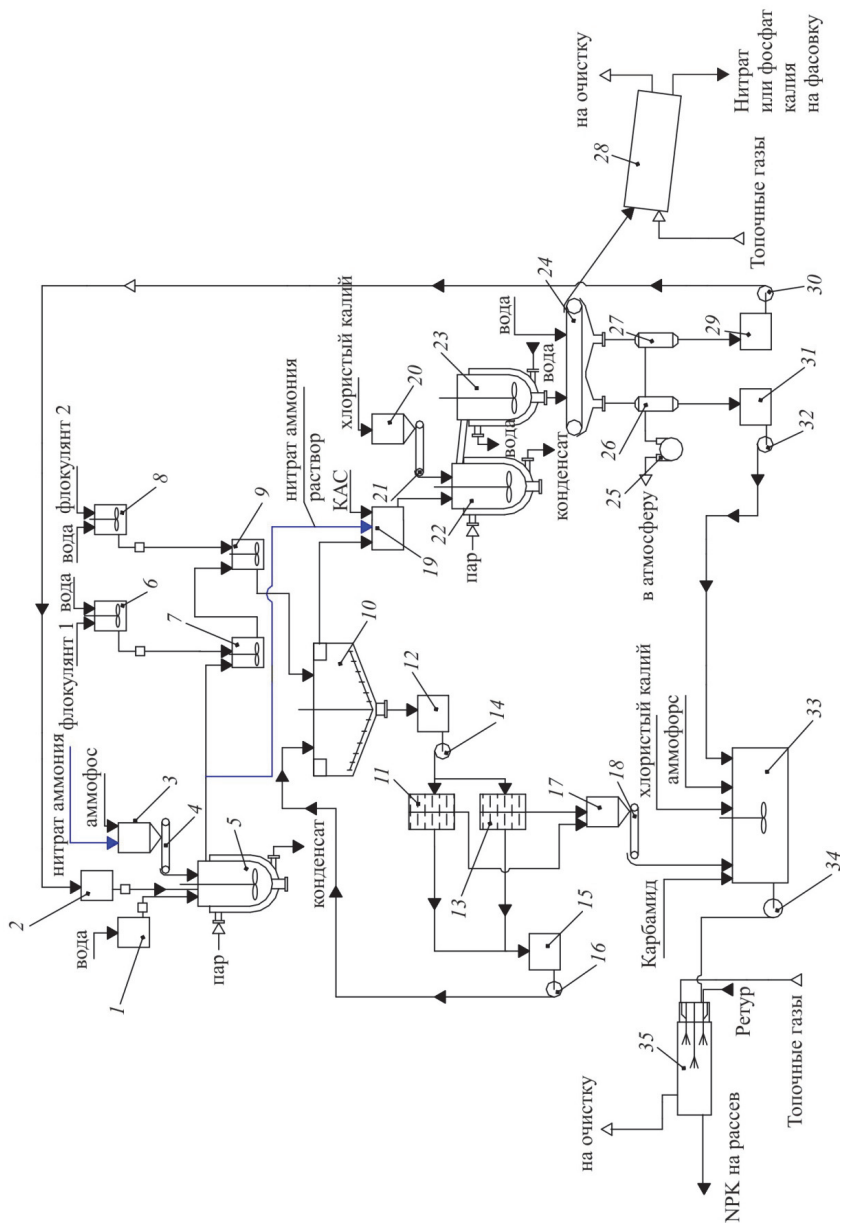 на очистку
Нитрат
или фосфат
калия
на фасовку
28
Топочные газы
30
24
вода
27
29
23
вода
31
хлористый калий
20
вода
26
32
25
в атмосферу
21
22
конденсат
нитрат аммония
раствор
КАС
19
пар
флокулянт 2
вода
8
9
вода
6
флокулянт 1
7
10
12
14
11
13
17
18
хлористый калий
аммофорс
33
Карбамид
34
нитрат аммония
аммофос
3
4
5
конденсат
2
вода
1
пар
15
16
35
Ретур
Топочные газы
на очистку
NPK на рассев